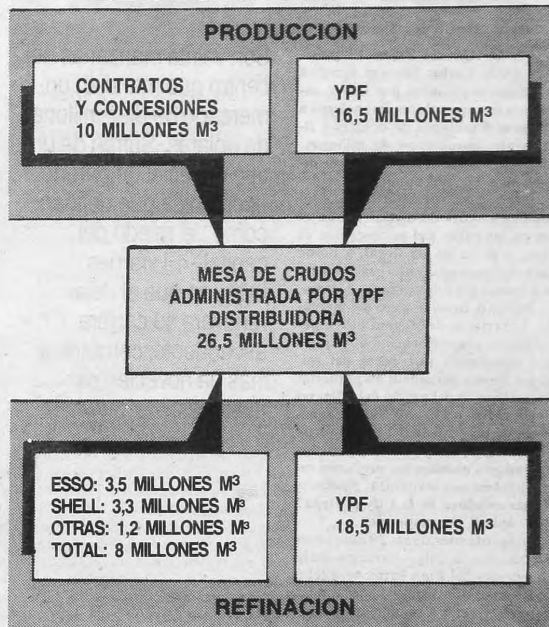 PRODUCCION
CONTRATOS
Y CONCESIONES
10 MILLONES M³
YPF
16,5 MILLONES M³
MESA DE CRUDOS
ADMINISTRADA POR YPF
DISTRIBUIDORA
26,5 MILLONES M³
ESSO: 3,5 MILLONES M³
SHELL: 3,3 MILLONES M³
OTRAS: 1,2 MILLONES M³
TOTAL: 8 MILLONES M³
YPF
18,5 MILLONES M³
REFINACION